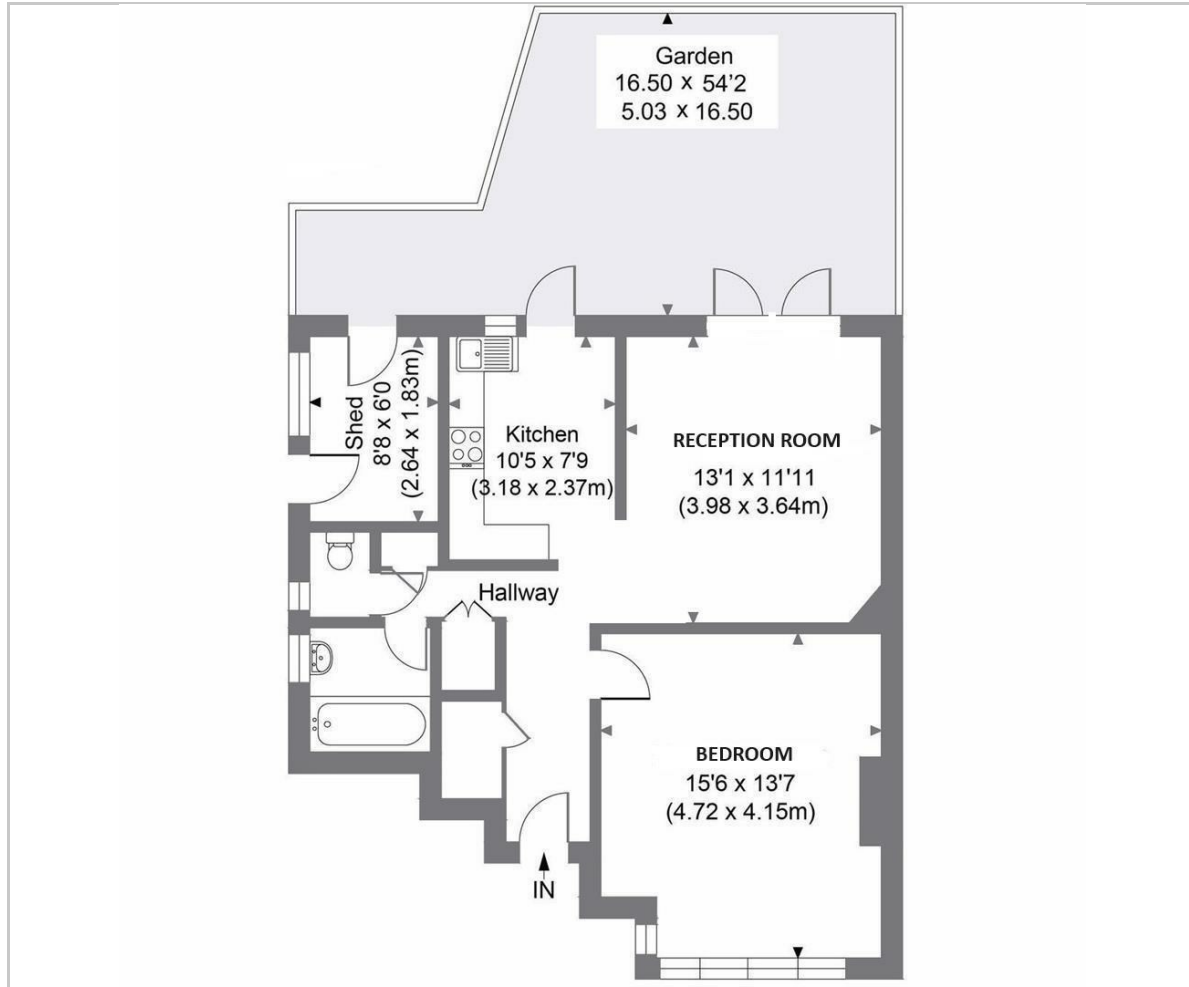 Garden
16.50 x 54'2
5.03 x 16.50
Shed
8'8 x 6'0
(2.64 x 1.83m)
Kitchen
10'5 x 7'9
(3.18 x 2.37m)
RECEPTION ROOM
13'1 x 11'11
(3.98 x 3.64m)
Hallway
BEDROOM
15'6 x 13'7
(4.72 x 4.15m)
IN